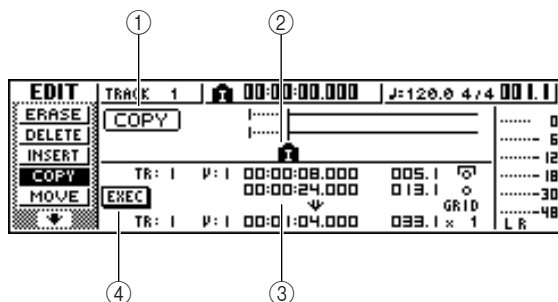 ① ②
EDIT TRACK 1 I 00:00:00.000 ♩=120.0 4/4 001.1
ERASE COPY 0
DELETE 6
INSERT I 12
COPY TR: 1 V:1 00:00:08.000 005.1 18
MOVE EXEC 00:00:24.000 013.1 30
GRID 48
TR: 1 V:1 00:01:04.000 033.1 x 1 L R
④ ③